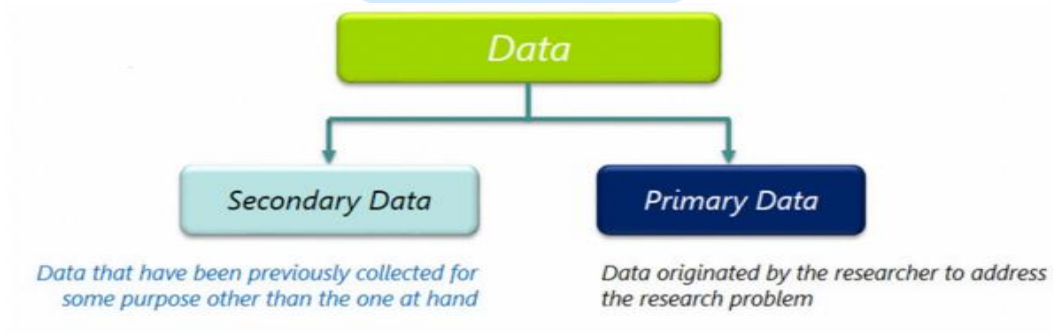 Data
Secondary Data
Primary Data
Data that have been previously collected for
some purpose other than the one at hand
Data originated by the researcher to address
the research problem